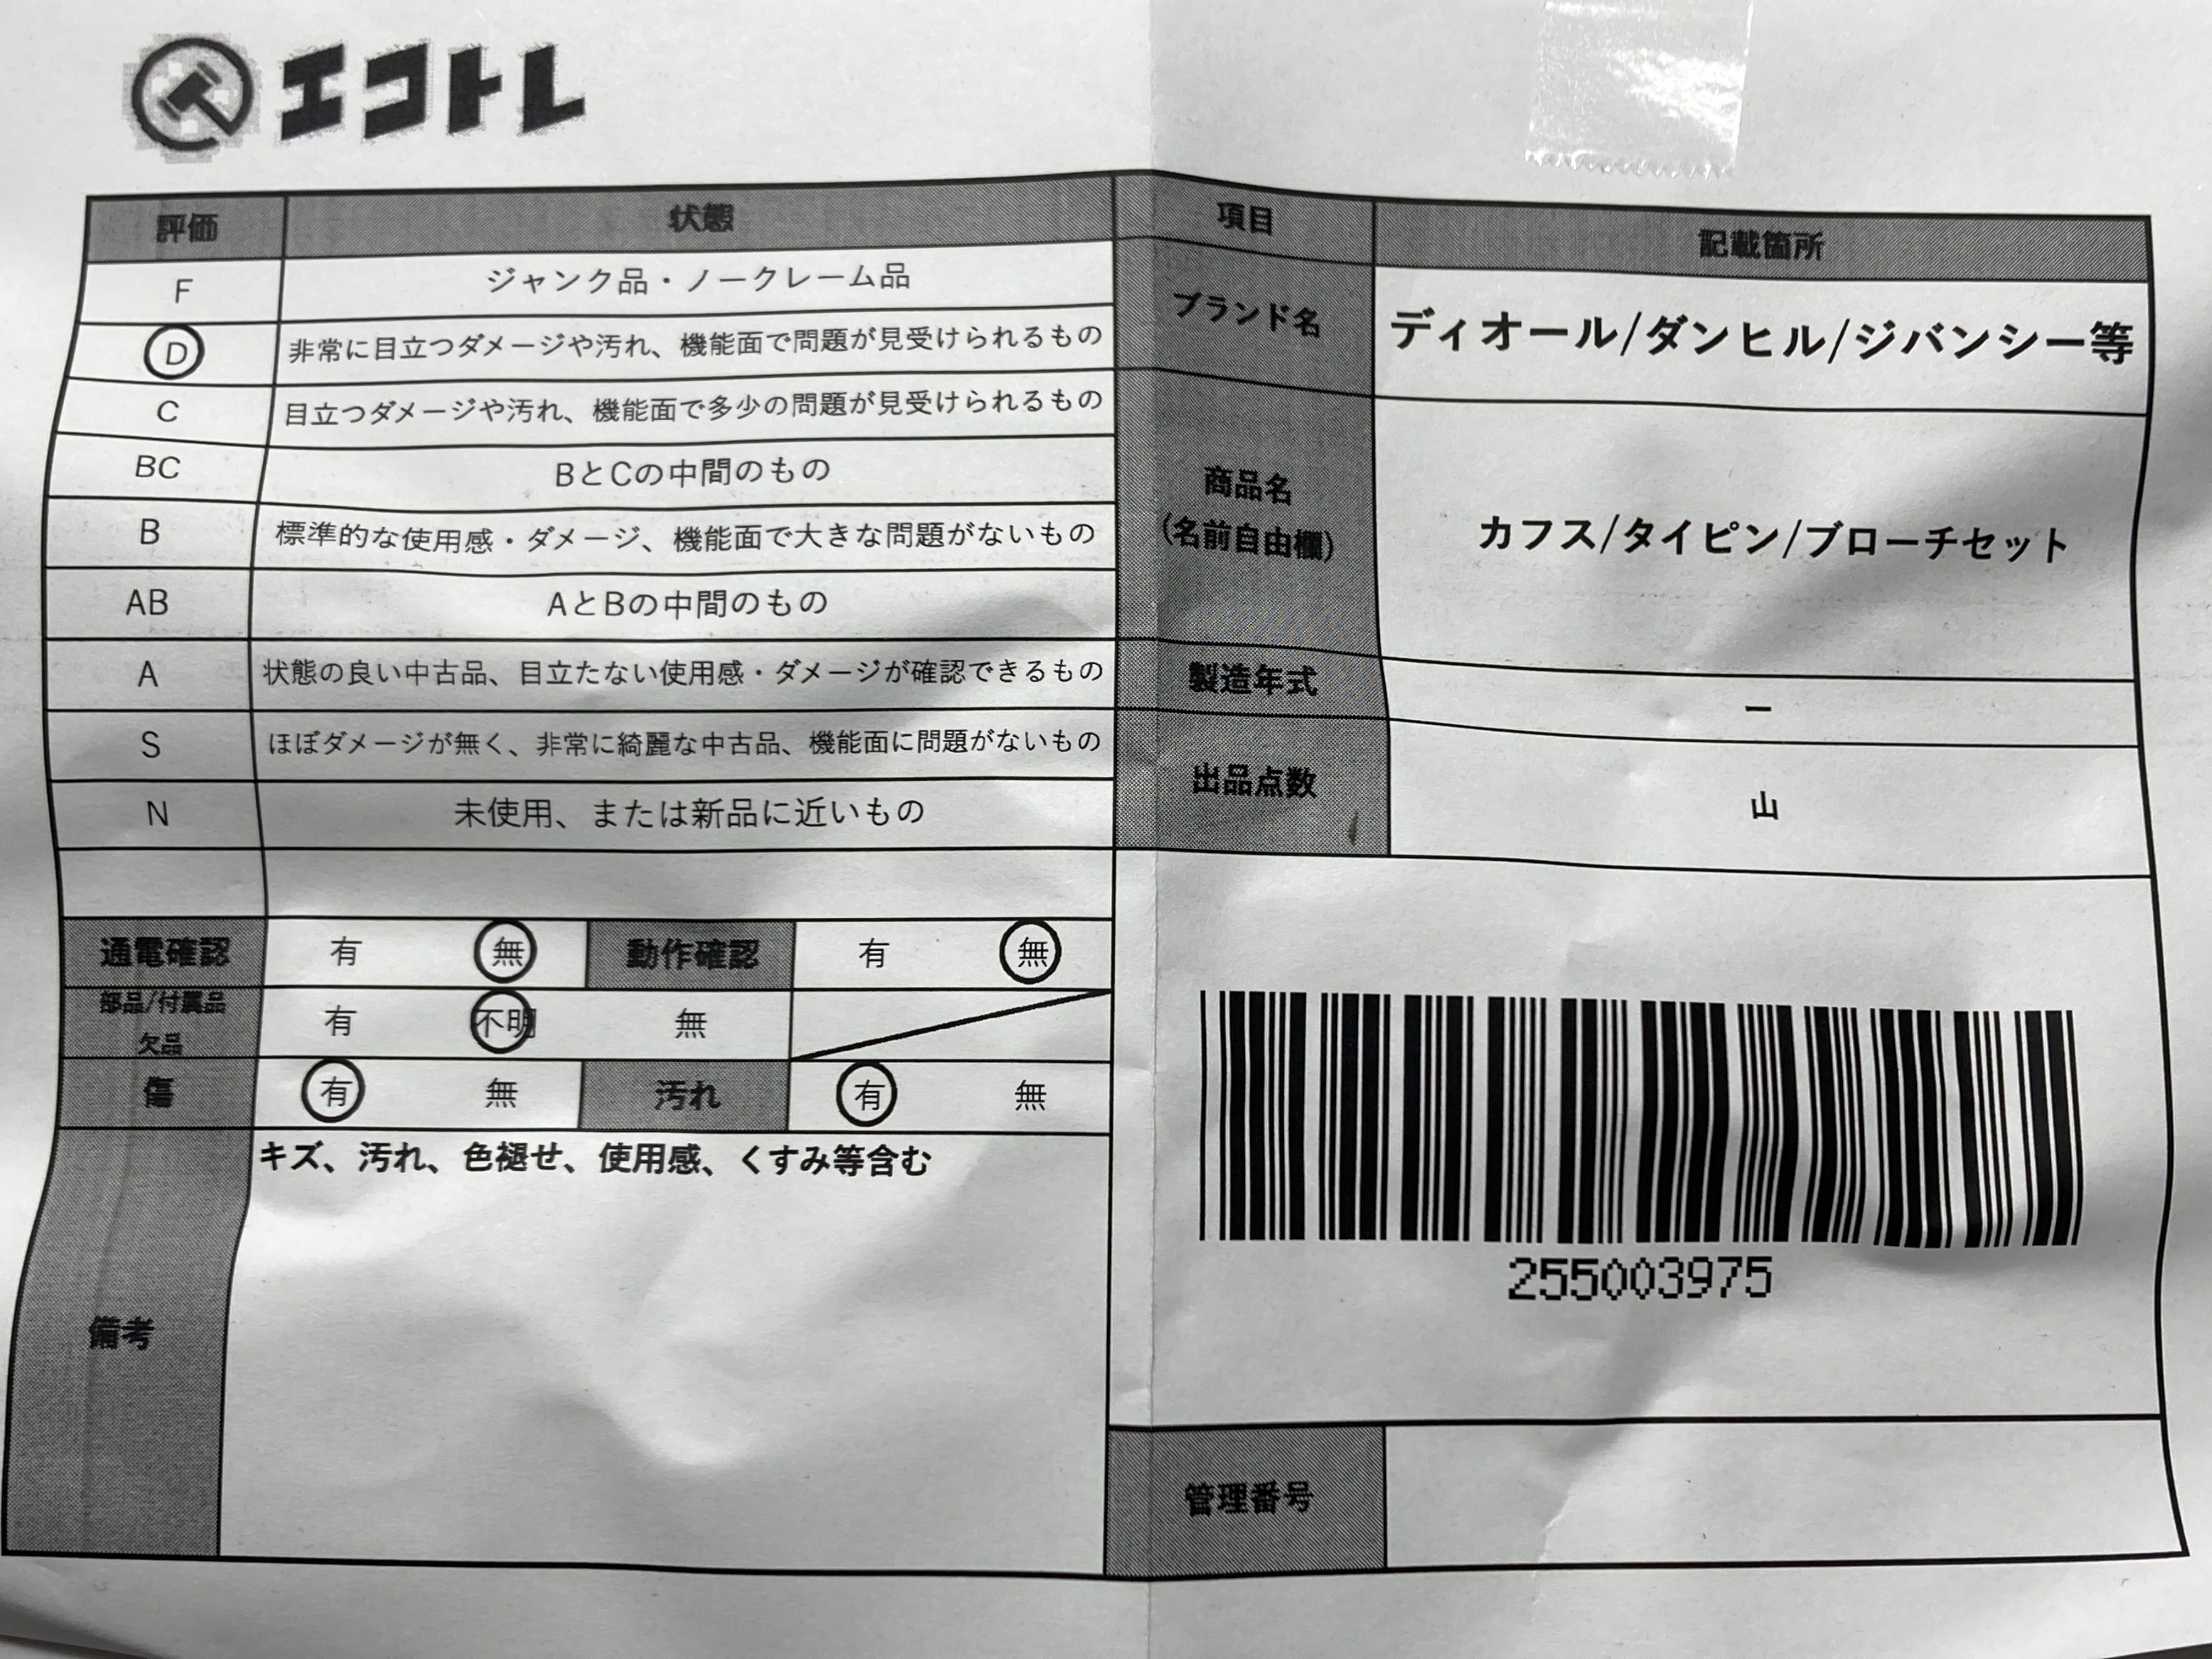 エコトレ
評価 状態
F ジャンク品・ノークレーム品
D 非常に目立つダメージや汚れ、機能面で問題が見受けられるもの
C 目立つダメージや汚れ、機能面で多少の問題が見受けられるもの
BC BとCの中間のもの
B 標準的な使用感・ダメージ、機能面で大きな問題がないもの
AB AとBの中間のもの
A 状態の良い中古品、目立たない使用感・ダメージが確認できるもの
S ほぼダメージが無く、非常に綺麗な中古品、機能面に問題がないもの
N 未使用、または新品に近いもの
通電確認 有 無 動作確認 有 無
部品/付属品
欠品 有 不明 無
傷 有 無 汚れ 有 無
備考 キズ、汚れ、色褪せ、使用感、くすみ等含む
項目 記載箇所
ブランド名 ディオール/ダンヒル/ジバンシー等
商品名
(名前自由欄) カフス/タイピン/ブローチセット
製造年式 ー
出品点数 山
255003975
管理番号